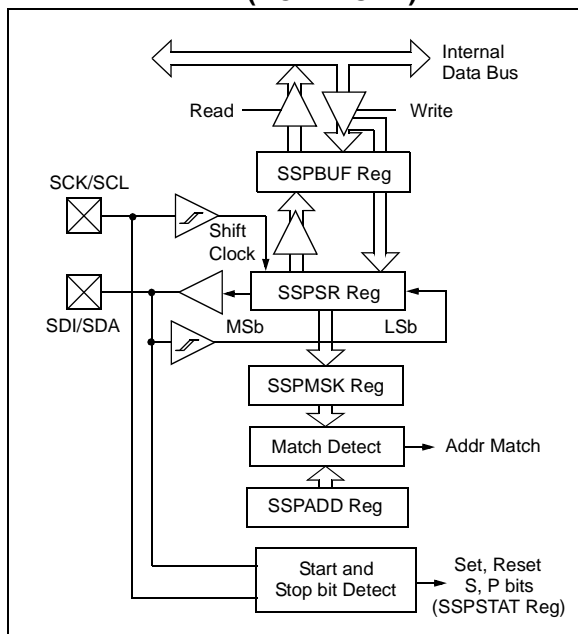 Internal
Data Bus
Read
Write
SSPBUF Reg
SCK/SCL
Shift
Clock
SSPSR Reg
SDI/SDA
MSb
LSb
SSPMSK Reg
Match Detect
Addr Match
SSPADD Reg
Start and
Stop bit Detect
Set, Reset
S, P bits
(SSPSTAT Reg)